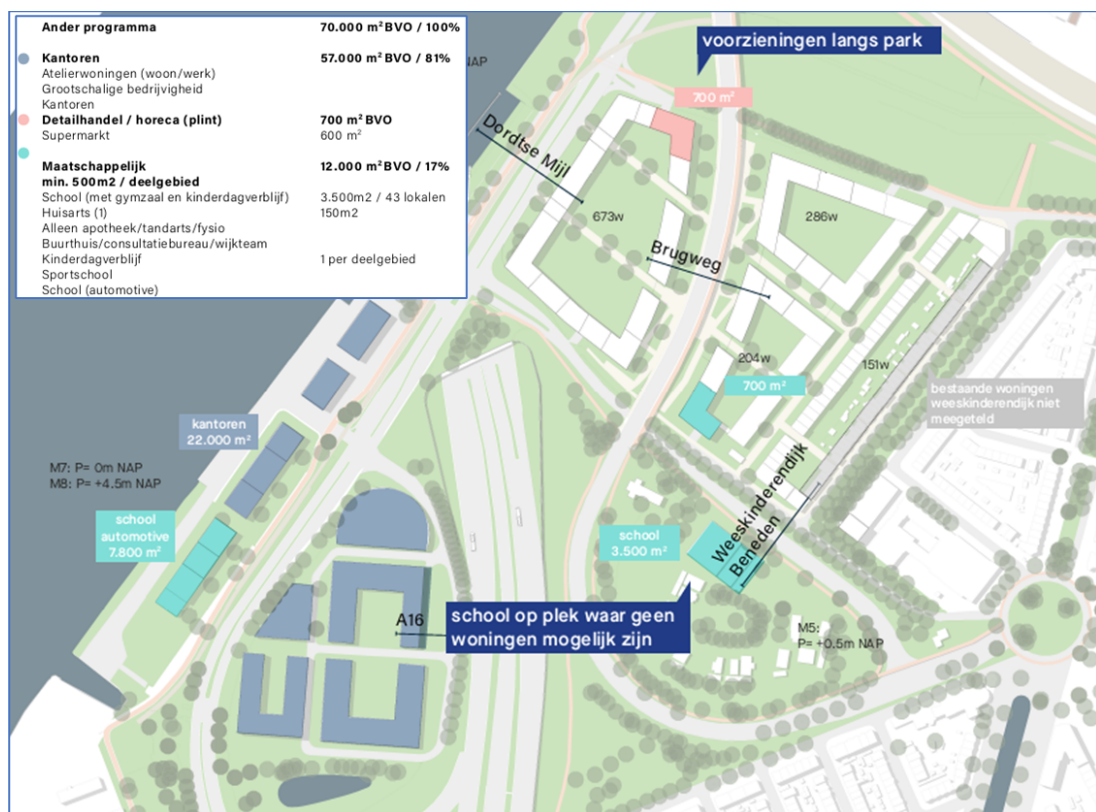 Ander programma 70.000 m² BVO / 100%
Kantoren 57.000 m² BVO / 81%
Atelierwoningen (woon/werk)
Grootschalige bedrijvigheid
Kantoren
Detailhandel / horeca (plint) 700 m² BVO
Supermarkt 600 m²
Maatschappelijk 12.000 m² BVO / 17%
min. 500m2 / deelgebied
School (met gymzaal en kinderdagverblijf) 3.500m2 / 43 lokalen
Huisarts (1) 150m2
Alleen apotheek/tandarts/fysio
Buurthuis/consultatiebureau/wijkteam
Kinderdagverblijf 1 per deelgebied
Sportschool
School (automotive)
NAP
voorzieningen langs park
700 m²
Dordtse Mijl
673w
286w
Brugweg
204w
151w
700 m²
bestaande woningen
weeskinderendijk niet
meegeteld
kantoren
22.000 m²
M7: P= 0m NAP
M8: P= +4.5m NAP
school
automotive
7.800 m²
school
3.500 m²
Weeskinderendijk
Beneden
A16
school op plek waar geen
woningen mogelijk zijn
M5:
P= +0.5m NAP